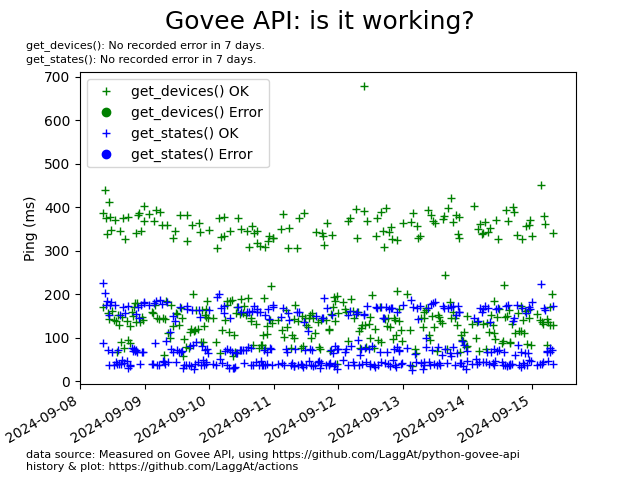 Govee API: is it working?
get_devices(): No recorded error in 7 days.
get_states(): No recorded error in 7 days.
700
600
500
400
300
200
100
0
Ping (ms)
get_devices() OK
get_devices() Error
get_states() OK
get_states() Error
2024-09-08
2024-09-09
2024-09-10
2024-09-11
2024-09-12
2024-09-13
2024-09-14
2024-09-15
data source: Measured on Govee API, using https://github.com/LaggAt/python-govee-api
history & plot: https://github.com/LaggAt/actions